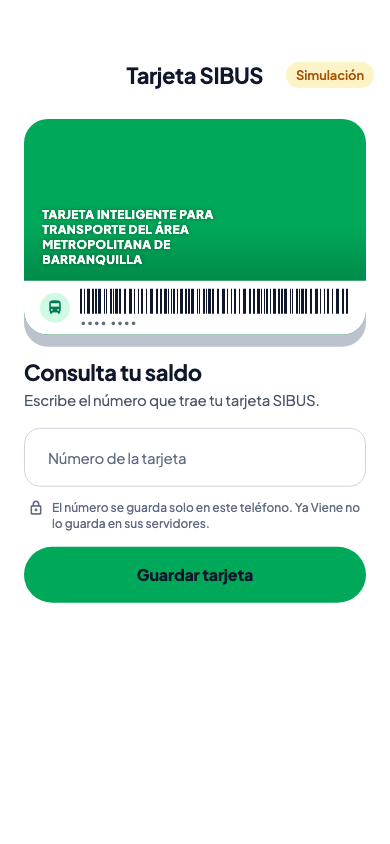 Tarjeta SIBUS
Simulación
TARJETA INTELIGENTE PARA
TRANSPORTE DEL ÁREA
METROPOLITANA DE
BARRANQUILLA
•••• ••••
Consulta tu saldo
Escribe el número que trae tu tarjeta SIBUS.
Número de la tarjeta
El número se guarda solo en este teléfono. Ya Viene no
lo guarda en sus servidores.
Guardar tarjeta